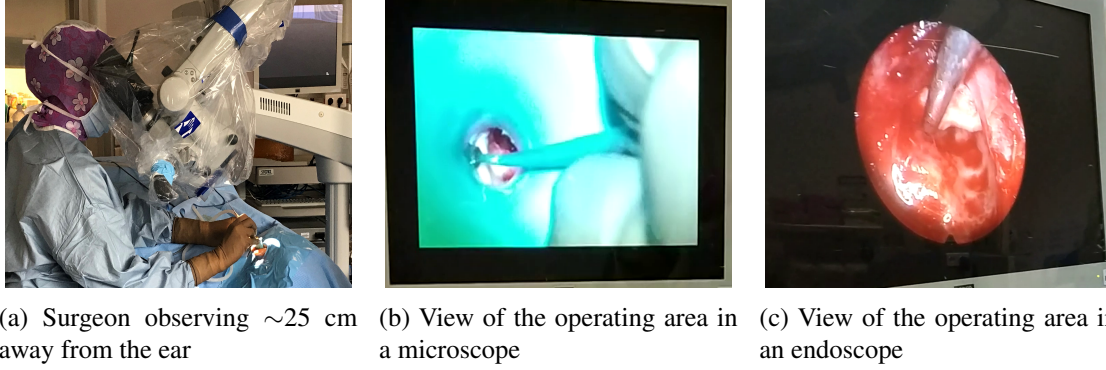 (a) Surgeon observing ∼25 cm
away from the ear
(b) View of the operating area in
a microscope
(c) View of the operating area in
an endoscope